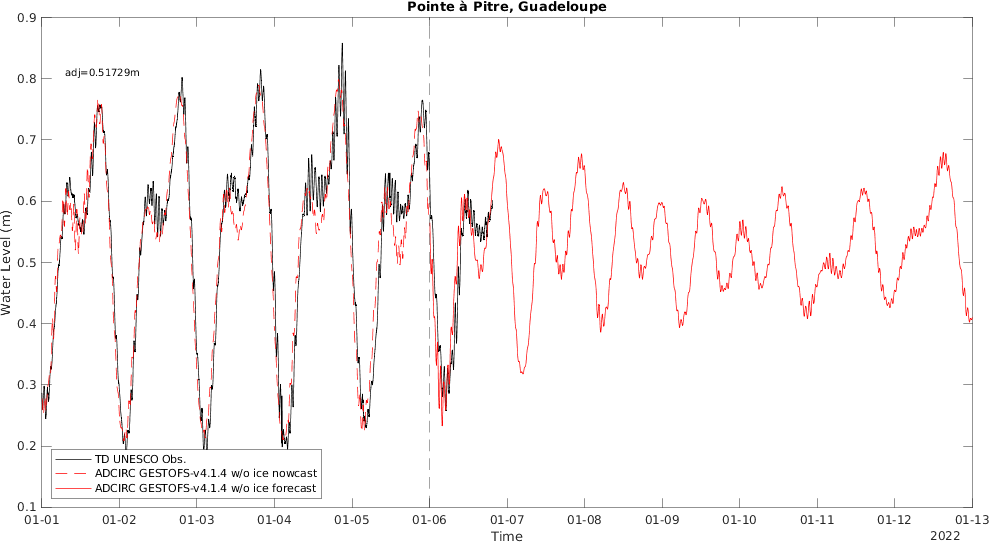 Pointe à Pitre, Guadeloupe
0.9
adj=0.51729m
0.8
0.7
0.6
0.5
0.4
0.3
0.2
0.1
Water Level (m)
TD UNESCO Obs.
ADCIRC GESTOFS-v4.1.4 w/o ice nowcast
ADCIRC GESTOFS-v4.1.4 w/o ice forecast
01-01 01-02 01-03 01-04 01-05 01-06 01-07 01-08 01-09 01-10 01-11 01-12 01-13
Time
2022